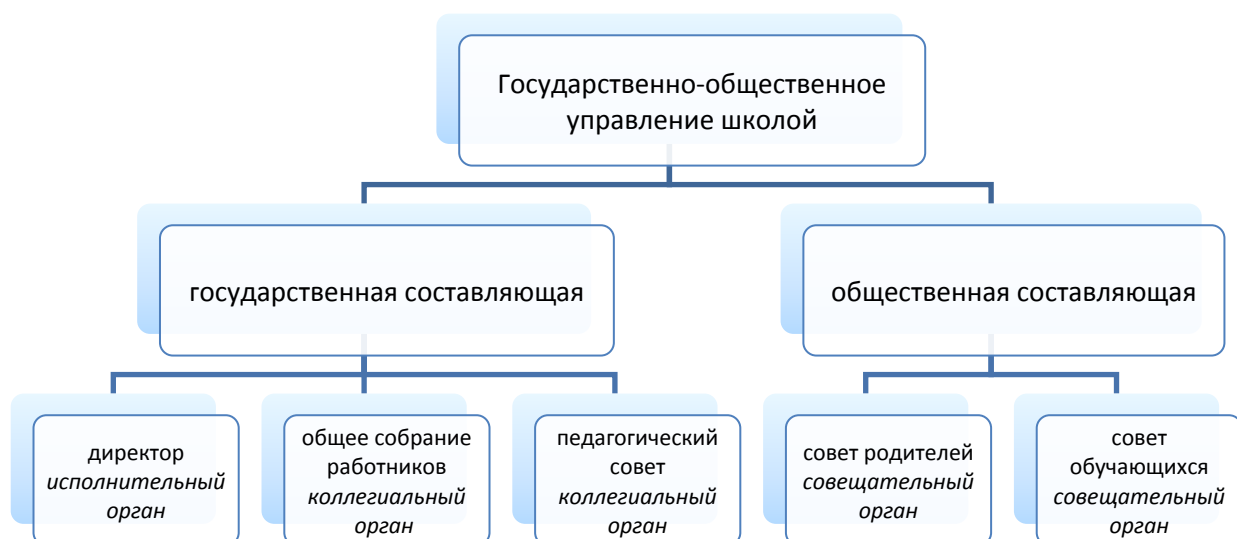 Государственно-общественное
управление школой
государственная составляющая
общественная составляющая
директор
исполнительный
орган
общее собрание
работников
коллегиальный
орган
педагогический
совет
коллегиальный
орган
совет родителей
совещательный
орган
совет
обучающихся
совещательный
орган